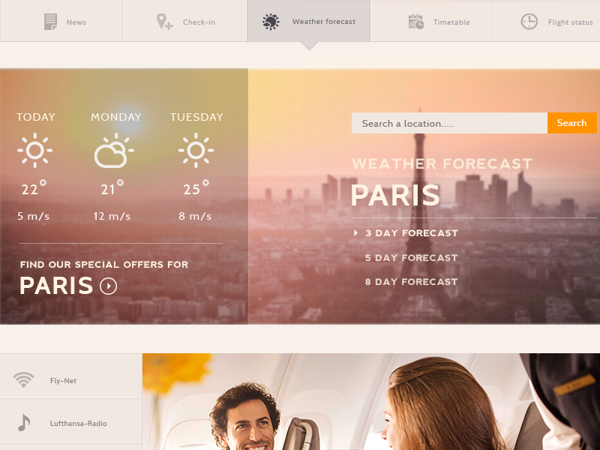 News
Check-in
Weather forecast
Timetable
Flight status
TODAY MONDAY TUESDAY
22° 21° 25°
5 m/s 12 m/s 8 m/s
FIND OUR SPECIAL OFFERS FOR
PARIS
Search a location.....
Search
WEATHER FORECAST
PARIS
3 DAY FORECAST
5 DAY FORECAST
8 DAY FORECAST
Fly-Net
Lufthansa-Radio